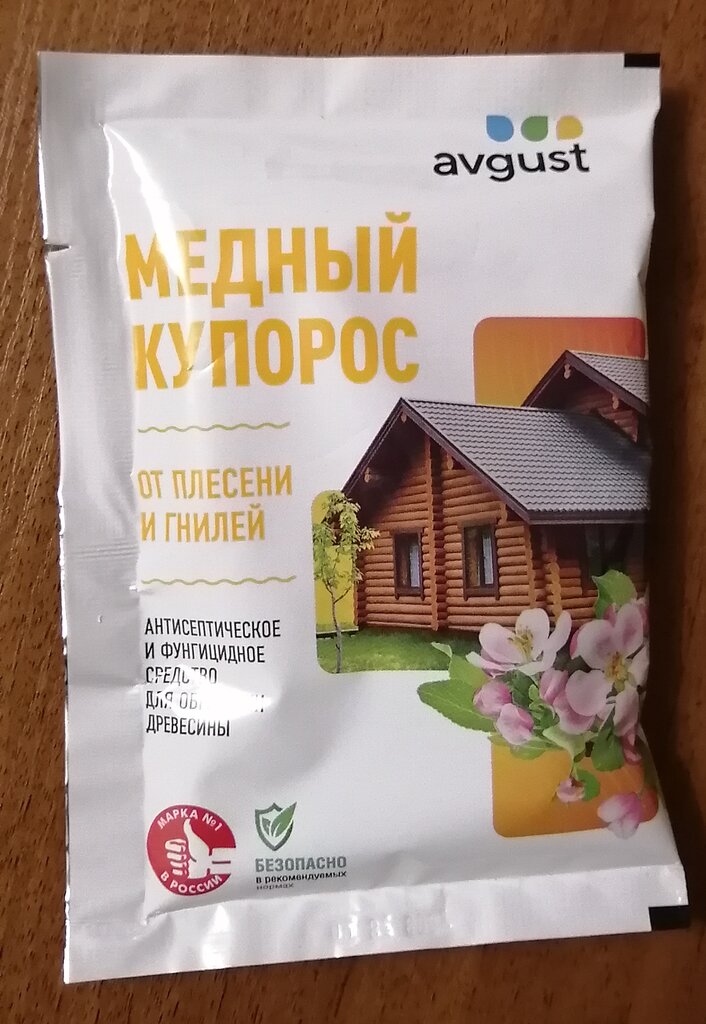 avgust
МЕДНЫЙ
КУПОРОС
ОТ ПЛЕСЕНИ
И ГНИЛЕЙ
АНТИСЕПТИЧЕСКОЕ
И ФУНГИЦИДНОЕ
СРЕДСТВО
ДЛЯ
ДРЕВЕСИНЫ
МАРКА №1
В РОССИИ
БЕЗОПАСНО
в рекомендуемых
нормах